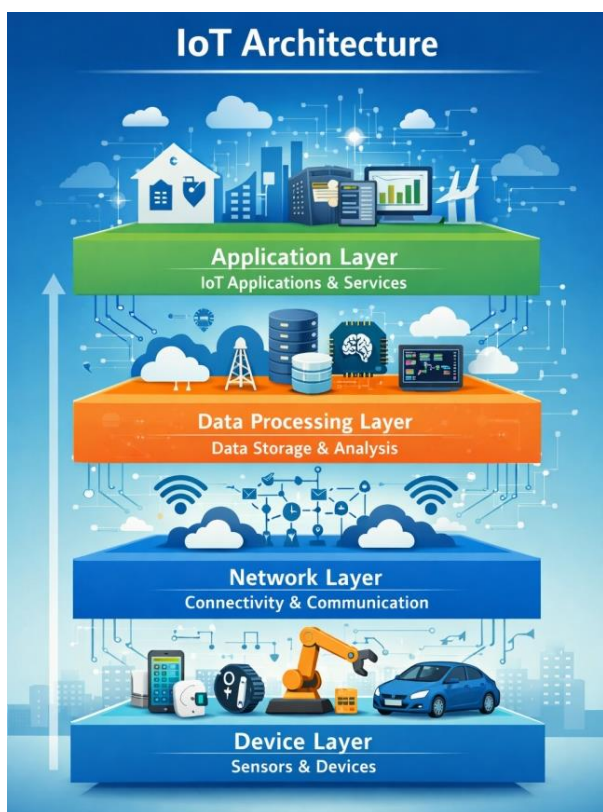 IoT Architecture
Application Layer
IoT Applications & Services
Data Processing Layer
Data Storage & Analysis
Network Layer
Connectivity & Communication
Device Layer
Sensors & Devices